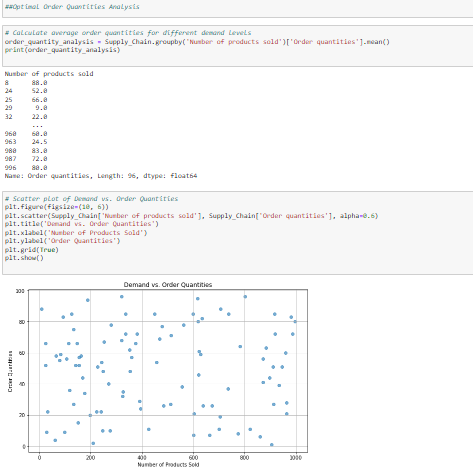 ##Optimal Order Quantities Analysis
# Calculate average order quantities for different demand levels
order_quantity_analysis = Supply_Chain.groupby('Number of products sold')['Order quantities'].mean()
print(order_quantity_analysis)
Number of products sold
8 88.0
24 52.0
25 66.0
29 9.0
32 22.0
...
960 60.0
963 24.5
980 83.0
987 72.0
996 80.0
Name: Order quantities, Length: 96, dtype: float64
# Scatter plot of Demand vs. Order Quantities
plt.figure(figsize=(10, 6))
plt.scatter(Supply_Chain['Number of products sold'], Supply_Chain['Order quantities'], alpha=0.6)
plt.title('Demand vs. Order Quantities')
plt.xlabel('Number of Products Sold')
plt.ylabel('Order Quantities')
plt.grid(True)
plt.show()
Demand vs. Order Quantities
100
80
60
40
20
0
Order Quantities
0 200 400 600 800 1000
Number of Products Sold